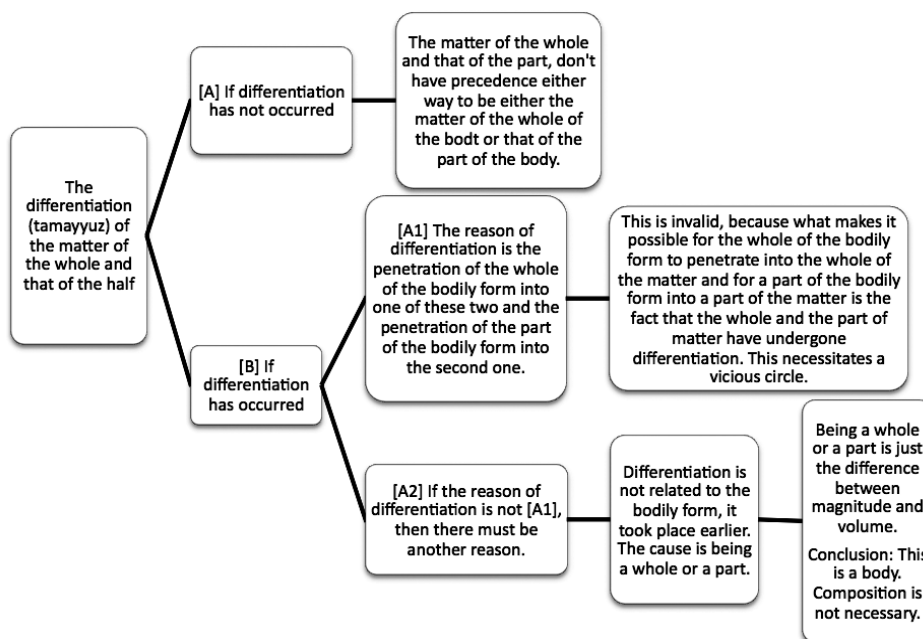 The
differentiation
(tamayyuz) of
the matter of
the whole and
that of the half
[A] If differentiation
has not occurred
The matter of the whole
and that of the part, don't
have precedence either
way to be either the
matter of the whole of
the bodt or that of the
part of the body.
[B] If
differentiation
has occurred
[A1] The reason of
differentiation is the
penetration of the whole
of the bodily form into
one of these two and the
penetration of the part
of the bodily form into
the second one.
This is invalid, because what makes it
possible for the whole of the bodily
form to penetrate into the whole of
the matter and for a part of the bodily
form into a part of the matter is the
fact that the whole and the part of
matter have undergone
differentiation. This necessitates a
vicious circle.
[A2] If the reason of
differentiation is not [A1],
then there must be
another reason.
Differentiation is
not related to the
bodily form, it
took place earlier.
The cause is being
a whole or a part.
Being a whole
or a part is just
the difference
between
magnitude and
volume.
Conclusion: This
is a body.
Composition is
not necessary.